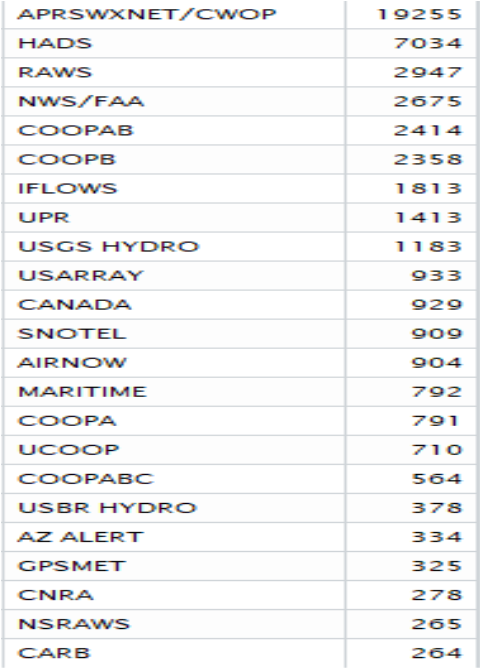 APRSWXNET/CWOP 19255
HADS 7034
RAWS 2947
NWS/FAA 2675
COOPAB 2414
COOPB 2358
IFLOWS 1813
UPR 1413
USGS HYDRO 1183
USARRAY 933
CANADA 929
SNOTEL 909
AIRNOW 904
MARITIME 792
COOPA 791
UCOOP 710
COOPABC 564
USBR HYDRO 378
AZ ALERT 334
GPSMET 325
CNRA 278
NSRAWS 265
CARB 264